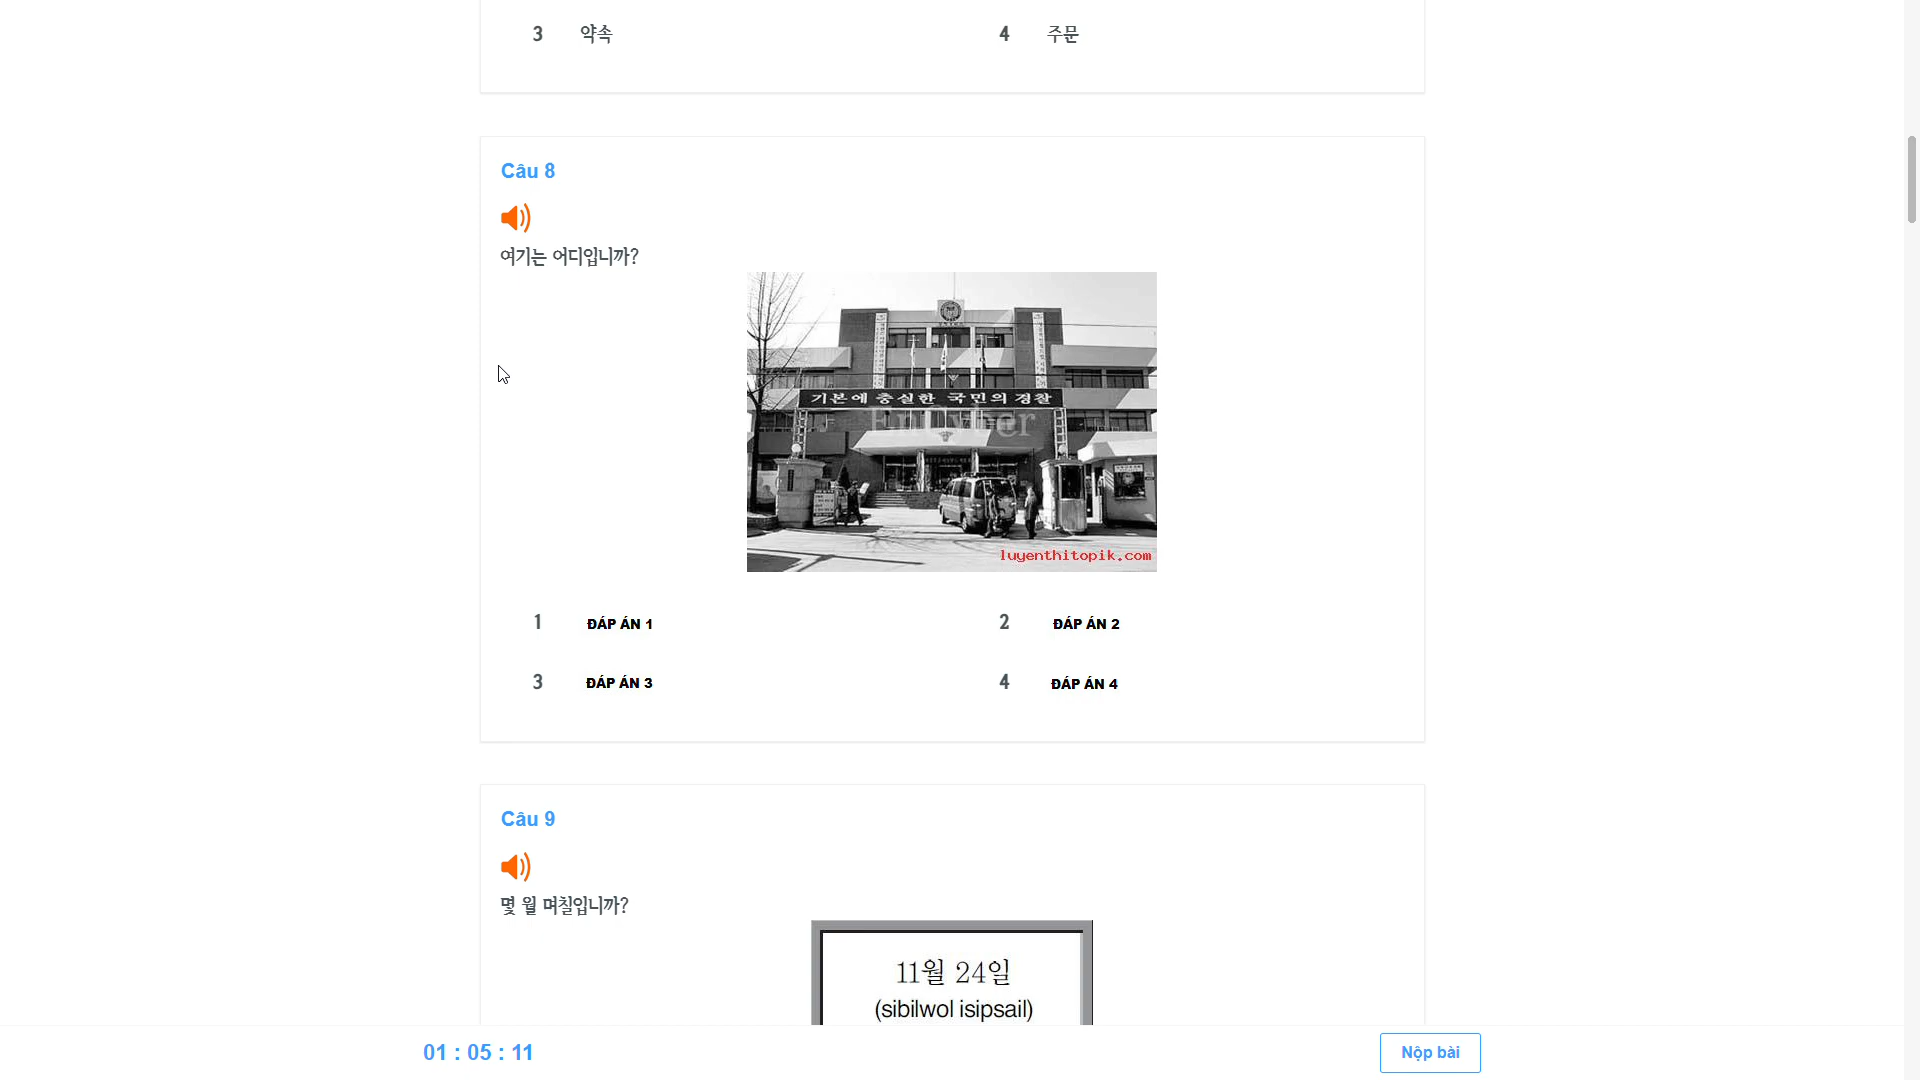 3 약속 4 주문
Câu 8
여기는 어디입니까?
기본에 충실한 국민의 경찰
EnCyber
luyenthitopik.com
1 ĐÁP ÁN 1 2 ĐÁP ÁN 2
3 ĐÁP ÁN 3 4 ĐÁP ÁN 4
Câu 9
몇 월 며칠입니까?
11월 24일
(sibilwol isipsail)
01 : 05 : 11 Nộp bài